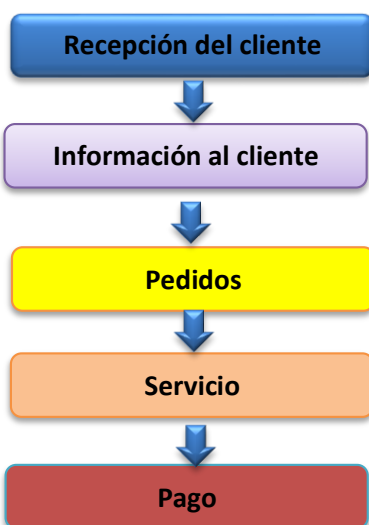 Recepción del cliente
Información al cliente
Pedidos
Servicio
Pago